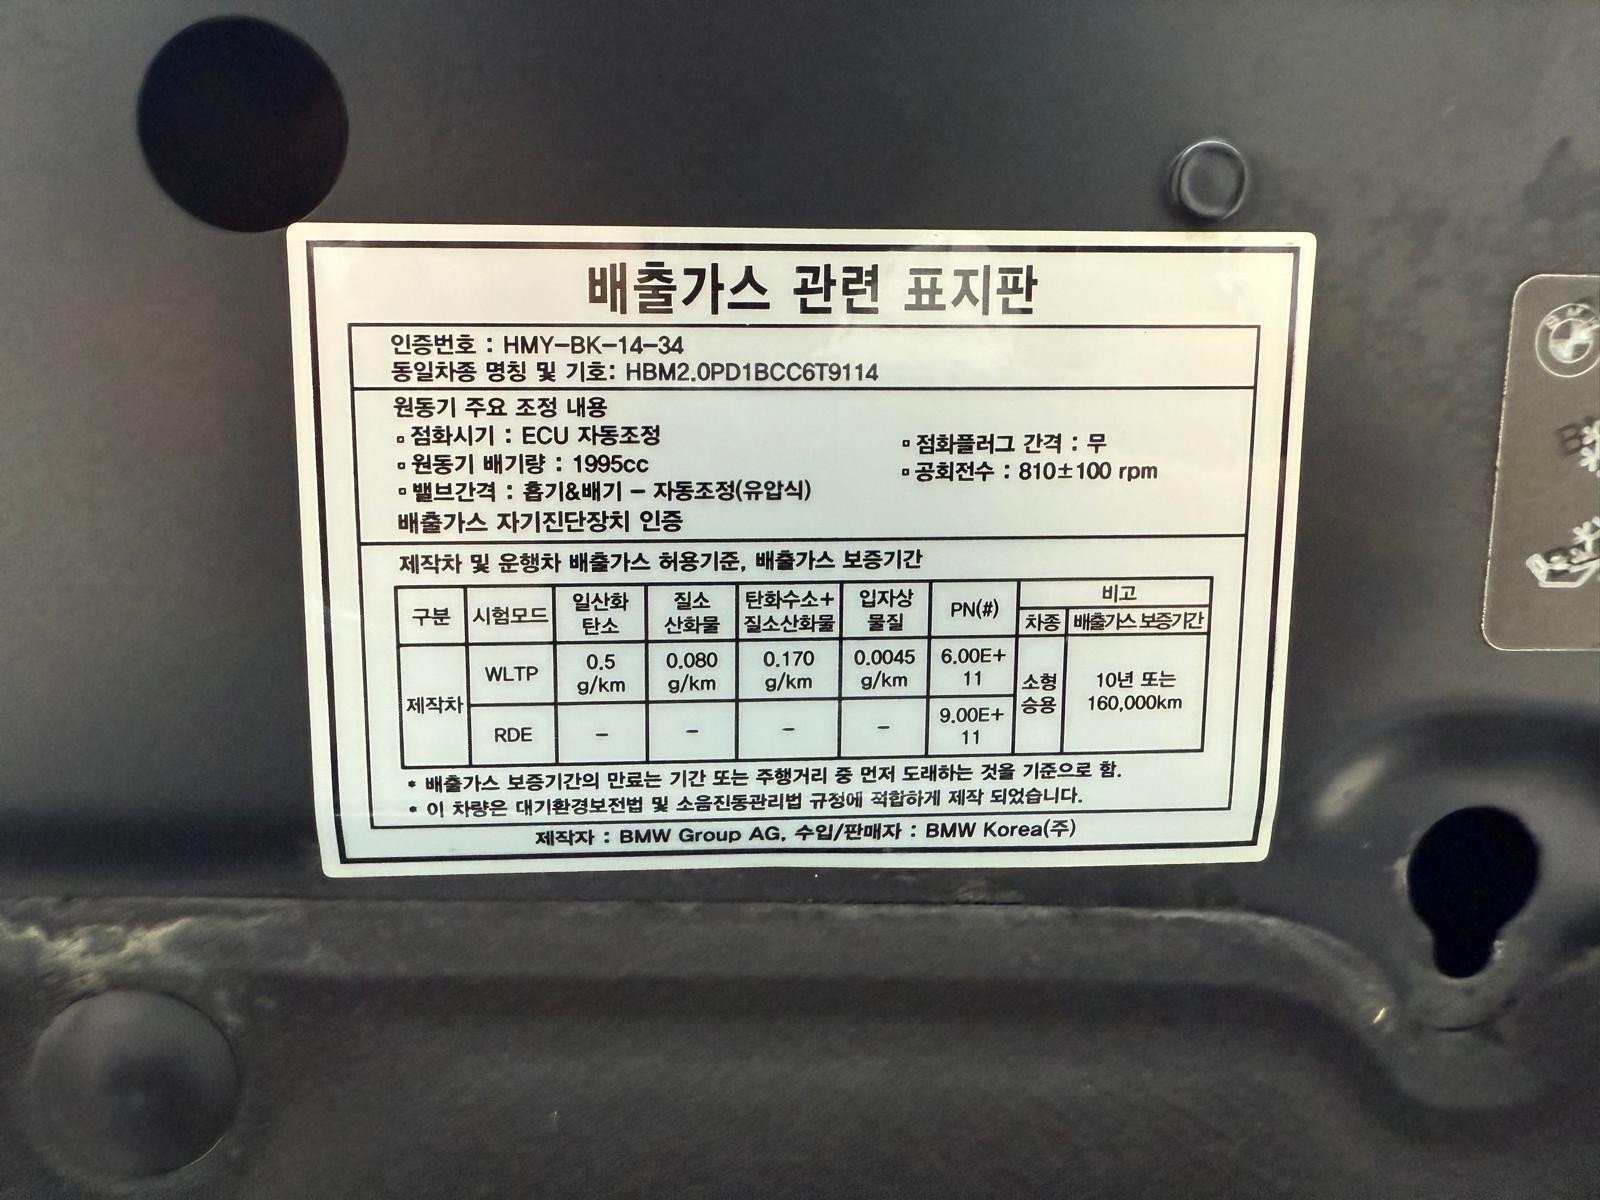 배출가스 관련 표지판
인증번호 : HMY-BK-14-34
동일차종 명칭 및 기호: HBM2.0PD1BCC6T9114
원동기 주요 조정 내용
▫점화시기 : ECU 자동조정 ▫점화플러그 간격 : 무
▫원동기 배기량 : 1995cc ▫공회전수 : 810±100 rpm
▫밸브간격 : 흡기&배기 - 자동조정(유압식)
배출가스 자기진단장치 인증
제작차 및 운행차 배출가스 허용기준, 배출가스 보증기간
구분 시험모드 일산화탄소 질소산화물 탄화수소+질소산화물 입자상물질 PN(#) 비고
차종 배출가스 보증기간
제작차 WLTP 0.5 g/km 0.080 g/km 0.170 g/km 0.0045 g/km 6.00E+11 소형승용 10년 또는 160,000km
RDE - - - - 9.00E+11
* 배출가스 보증기간의 만료는 기간 또는 주행거리 중 먼저 도래하는 것을 기준으로 함.
* 이 차량은 대기환경보전법 및 소음진동관리법 규정에 적합하게 제작 되었습니다.
제작자 : BMW Group AG, 수입/판매자 : BMW Korea(주)